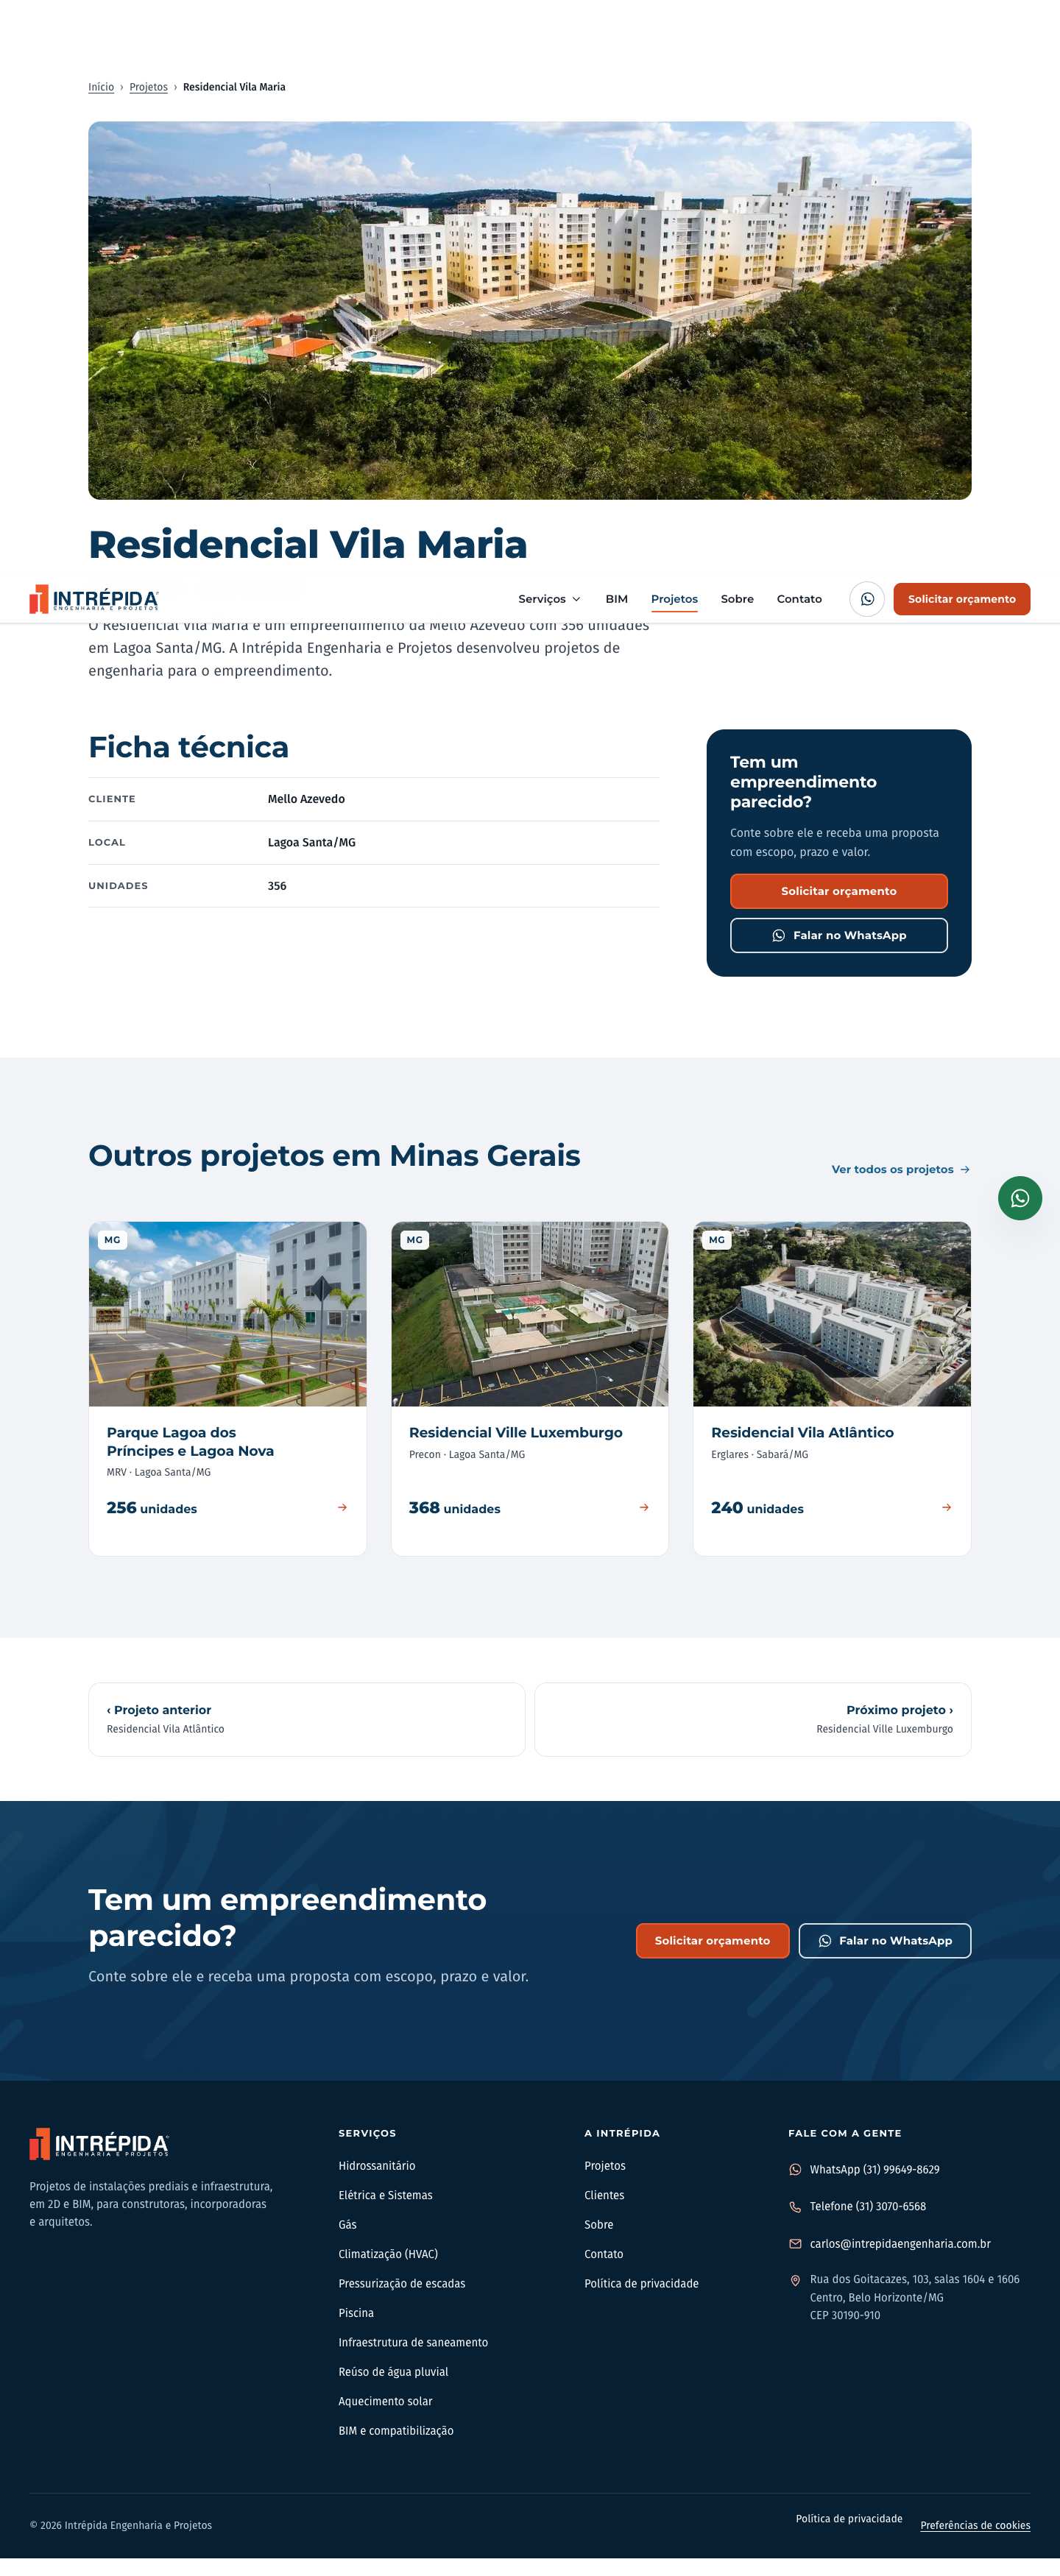 Início › Projetos › Residencial Vila Maria
Residencial Vila Maria
INTRÉPIDA
ENGENHARIA E PROJETOS
Serviços
BIM
Projetos
Sobre
Contato
Solicitar orçamento
O Residencial Vila Maria é um empreendimento da Mello Azevedo com 356 unidades
em Lagoa Santa/MG. A Intrépida Engenharia e Projetos desenvolveu projetos de
engenharia para o empreendimento.
Ficha técnica
CLIENTE Mello Azevedo
LOCAL Lagoa Santa/MG
UNIDADES 356
Tem um
empreendimento
parecido?
Conte sobre ele e receba uma proposta
com escopo, prazo e valor.
Solicitar orçamento
Falar no WhatsApp
Outros projetos em Minas Gerais
Ver todos os projetos →
MG
Parque Lagoa dos
Príncipes e Lagoa Nova
MRV · Lagoa Santa/MG
256 unidades →
MG
Residencial Ville Luxemburgo
Precon · Lagoa Santa/MG
368 unidades →
MG
Residencial Vila Atlântico
Erglares · Sabará/MG
240 unidades →
‹ Projeto anterior
Residencial Vila Atlântico
Próximo projeto ›
Residencial Ville Luxemburgo
Tem um empreendimento
parecido?
Conte sobre ele e receba uma proposta com escopo, prazo e valor.
Solicitar orçamento
Falar no WhatsApp
INTRÉPIDA
ENGENHARIA E PROJETOS
Projetos de instalações prediais e infraestrutura,
em 2D e BIM, para construtoras, incorporadoras
e arquitetos.
SERVIÇOS
Hidrossanitário
Elétrica e Sistemas
Gás
Climatização (HVAC)
Pressurização de escadas
Piscina
Infraestrutura de saneamento
Reúso de água pluvial
Aquecimento solar
BIM e compatibilização
A INTRÉPIDA
Projetos
Clientes
Sobre
Contato
Política de privacidade
FALE COM A GENTE
WhatsApp (31) 99649-8629
Telefone (31) 3070-6568
carlos@intrepidaengenharia.com.br
Rua dos Goitacazes, 103, salas 1604 e 1606
Centro, Belo Horizonte/MG
CEP 30190-910
© 2026 Intrépida Engenharia e Projetos
Política de privacidade
Preferências de cookies